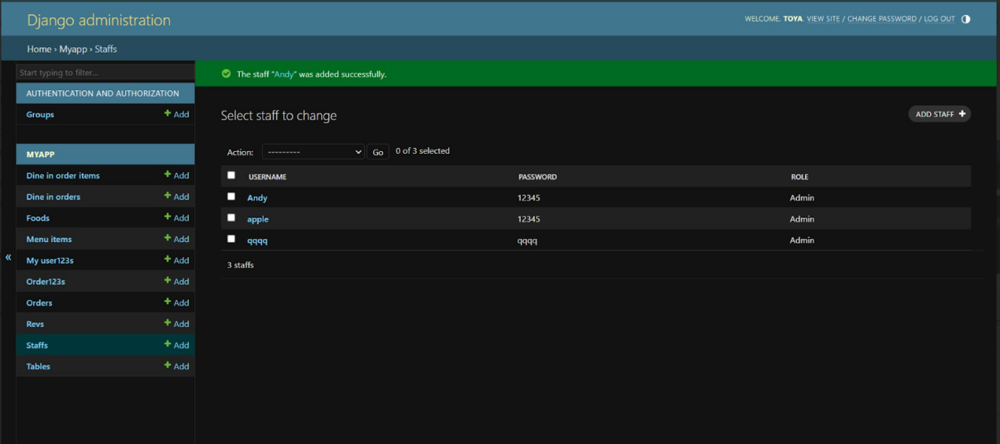 Django administration
WELCOME, TOYA. VIEW SITE / CHANGE PASSWORD / LOG OUT
Home › Myapp › Staffs
Start typing to filter...
AUTHENTICATION AND AUTHORIZATION
Groups + Add
MYAPP
Dine in order items + Add
Dine in orders + Add
Foods + Add
Menu items + Add
My user123s + Add
Order123s + Add
Orders + Add
Revs + Add
Staffs + Add
Tables + Add
«
The staff “Andy” was added successfully.
Select staff to change
ADD STAFF +
Action: --------- Go 0 of 3 selected
USERNAME PASSWORD ROLE
Andy 12345 Admin
apple 12345 Admin
qqqq qqqq Admin
3 staffs